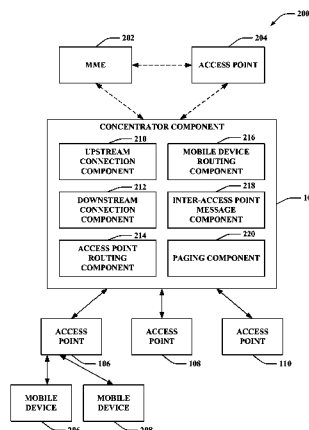 200
202
204
MME
ACCESS POINT
CONCENTRATOR COMPONENT
210
216
UPSTREAM
CONNECTION
COMPONENT
MOBILE DEVICE
ROUTING
COMPONENT
212
218
DOWNSTREAM
CONNECTION
COMPONENT
INTER-ACCESS POINT
MESSAGE
COMPONENT
214
220
ACCESS POINT
ROUTING
COMPONENT
PAGING COMPONENT
ACCESS
POINT
ACCESS
POINT
ACCESS
POINT
106
108
110
MOBILE
DEVICE
MOBILE
DEVICE